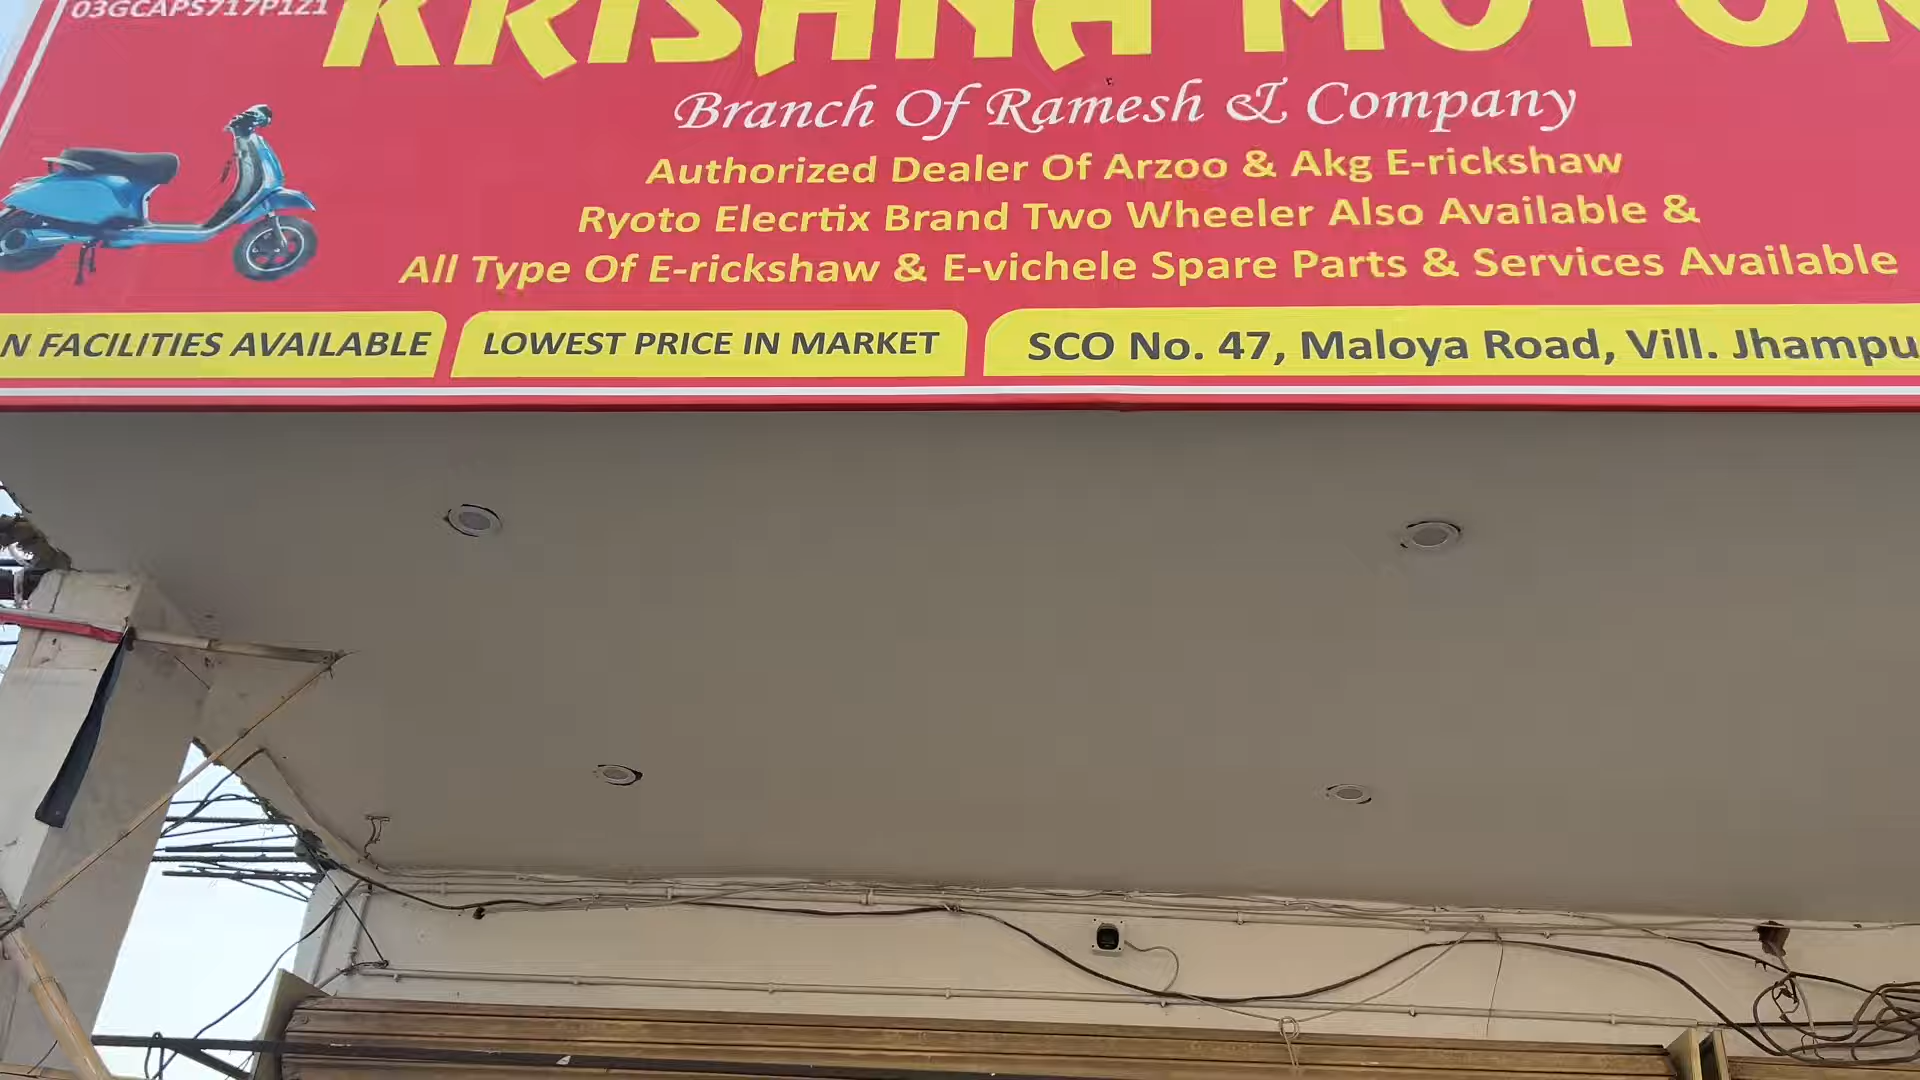 03GCAPS717P1Z1
KRISHNA MOTOR
Branch Of Ramesh & Company
Authorized Dealer Of Arzoo & Akg E-rickshaw
Ryoto Elecrtix Brand Two Wheeler Also Available &
All Type Of E-rickshaw & E-vichele Spare Parts & Services Available
N FACILITIES AVAILABLE
LOWEST PRICE IN MARKET
SCO No. 47, Maloya Road, Vill. Jhampu